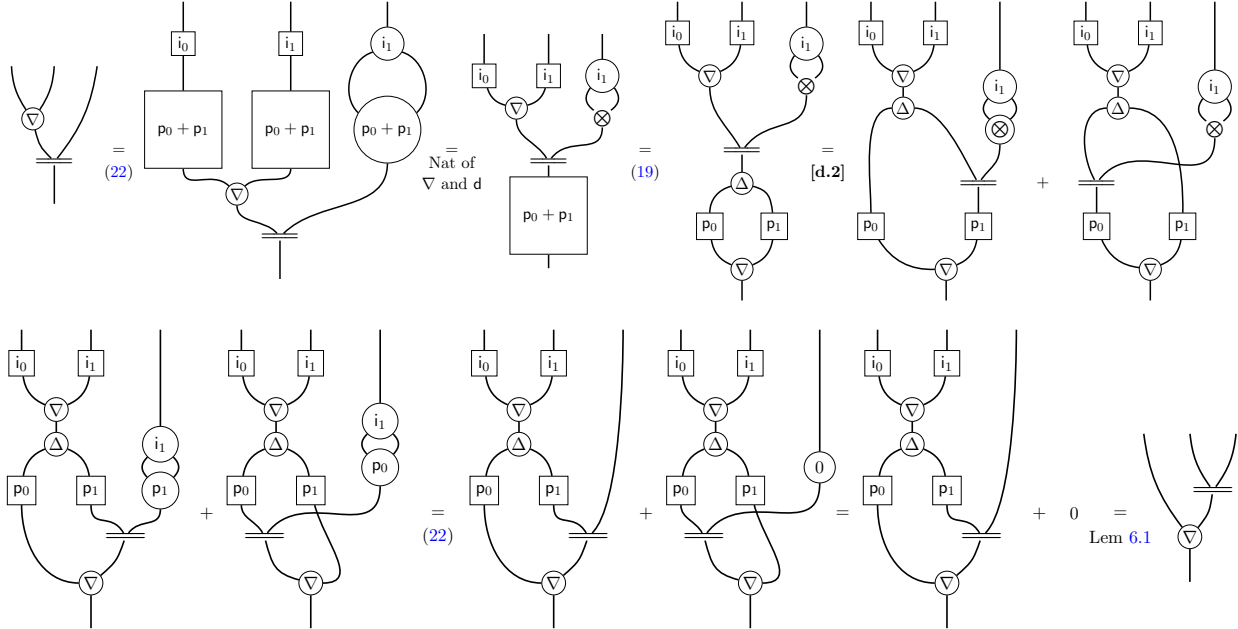 i₀ i₁ i₁
i₀ i₁ i₁ i₀ i₁ i₀ i₁
i₀ i₁ i₁ ∇ ∇ i₁ ∇ i₁
∇ p₀ + p₁ p₀ + p₁ p₀ + p₁ ∇ ⊗ ⊗ Δ ⊗ Δ ⊗
= = = =
(22) Nat of (19) [d.2]
∇ and d
∇ p₀ + p₁ Δ +
p₀ p₁ p₀ p₁ p₀ p₁
∇ ∇ ∇
i₀ i₁ i₀ i₁ i₀ i₁ i₀ i₁ i₀ i₁
∇ ∇ i₁ ∇ ∇ ∇
Δ i₁ Δ p₀ Δ Δ 0 Δ
p₀ p₁ p₁ p₀ p₁ p₀ p₁ p₀ p₁ p₀ p₁
+ = + = + 0 =
(22) Lem 6.1
∇ ∇ ∇ ∇ ∇ ∇